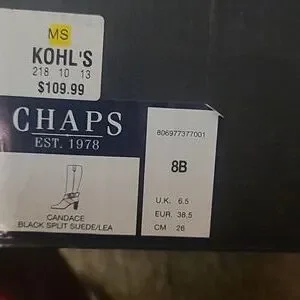 MS
KOHL'S
218 10 13
$109.99
CHAPS
EST. 1978
CANDACE
BLACK SPLIT SUEDE/LEA
806977377001
8B
U.K. 6.5
EUR. 38.5
CM 26